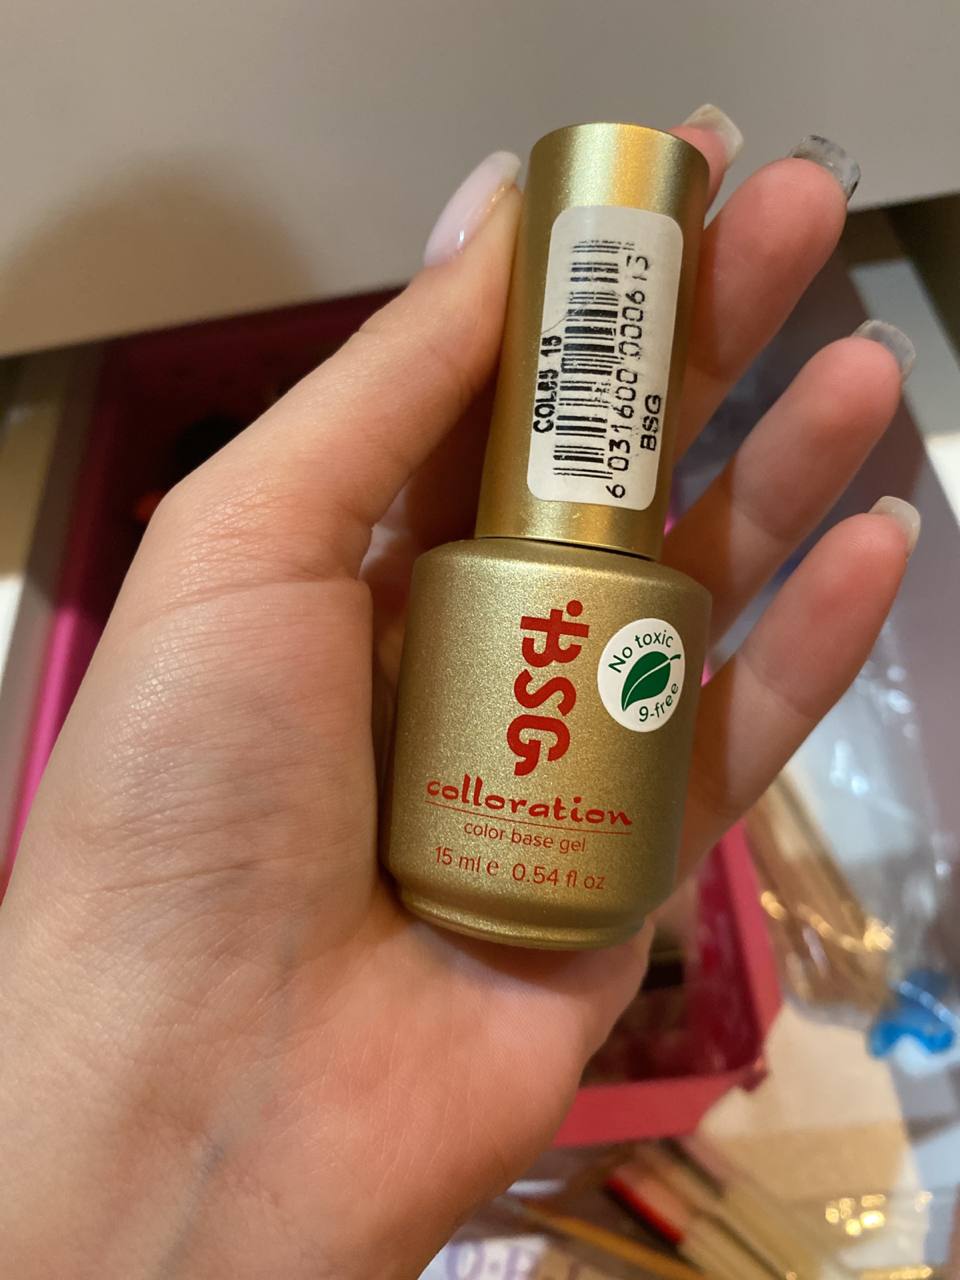 COL65 15
6 031600 000613
BSG
BSG
colloration
color base gel
15 ml e 0.54 fl oz
No toxic
9-free